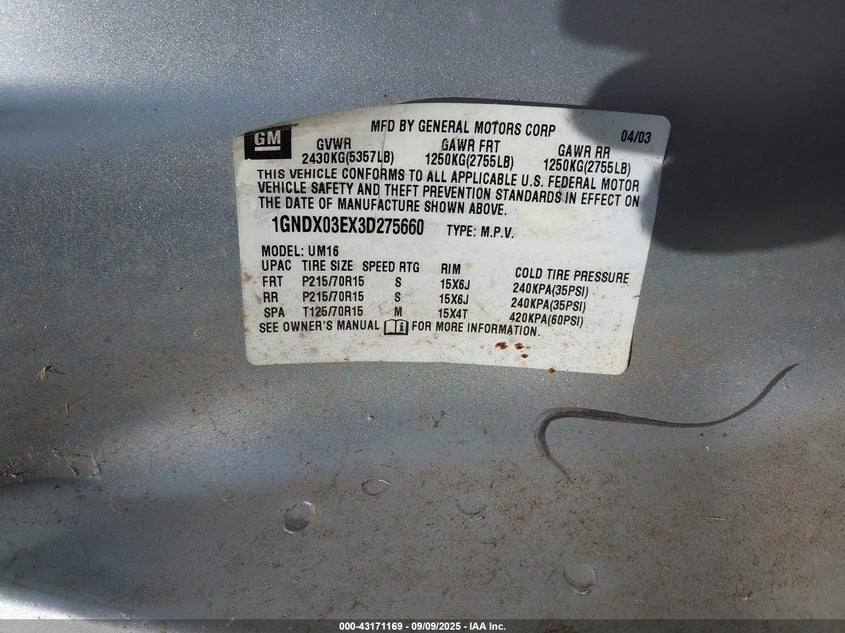 GM
MFD BY GENERAL MOTORS CORP 04/03
GVWR GAWR FRT GAWR RR
2430KG(5357LB) 1250KG(2755LB) 1250KG(2755LB)
THIS VEHICLE CONFORMS TO ALL APPLICABLE U.S. FEDERAL MOTOR
VEHICLE SAFETY AND THEFT PREVENTION STANDARDS IN EFFECT ON
THE DATE OF MANUFACTURE SHOWN ABOVE.
1GNDX03EX3D275660 TYPE: M.P.V.
MODEL: UM16
UPAC TIRE SIZE SPEED RTG RIM COLD TIRE PRESSURE
FRT P215/70R15 S 15X6J 240KPA(35PSI)
RR P215/70R15 S 15X6J 240KPA(35PSI)
SPA T125/70R15 M 15X4T 420KPA(60PSI)
SEE OWNER'S MANUAL FOR MORE INFORMATION.
000-43171169 - 09/09/2025 - IAA Inc.